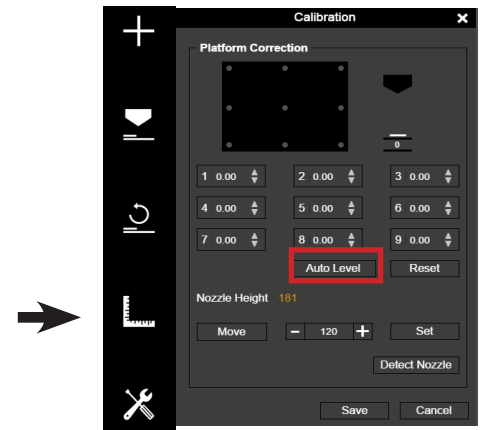 Calibration
Platform Correction
0
1 0.00 2 0.00 3 0.00
4 0.00 5 0.00 6 0.00
7 0.00 8 0.00 9 0.00
Auto Level Reset
Nozzle Height 181
Move − 120 + Set
Detect Nozzle
Save Cancel